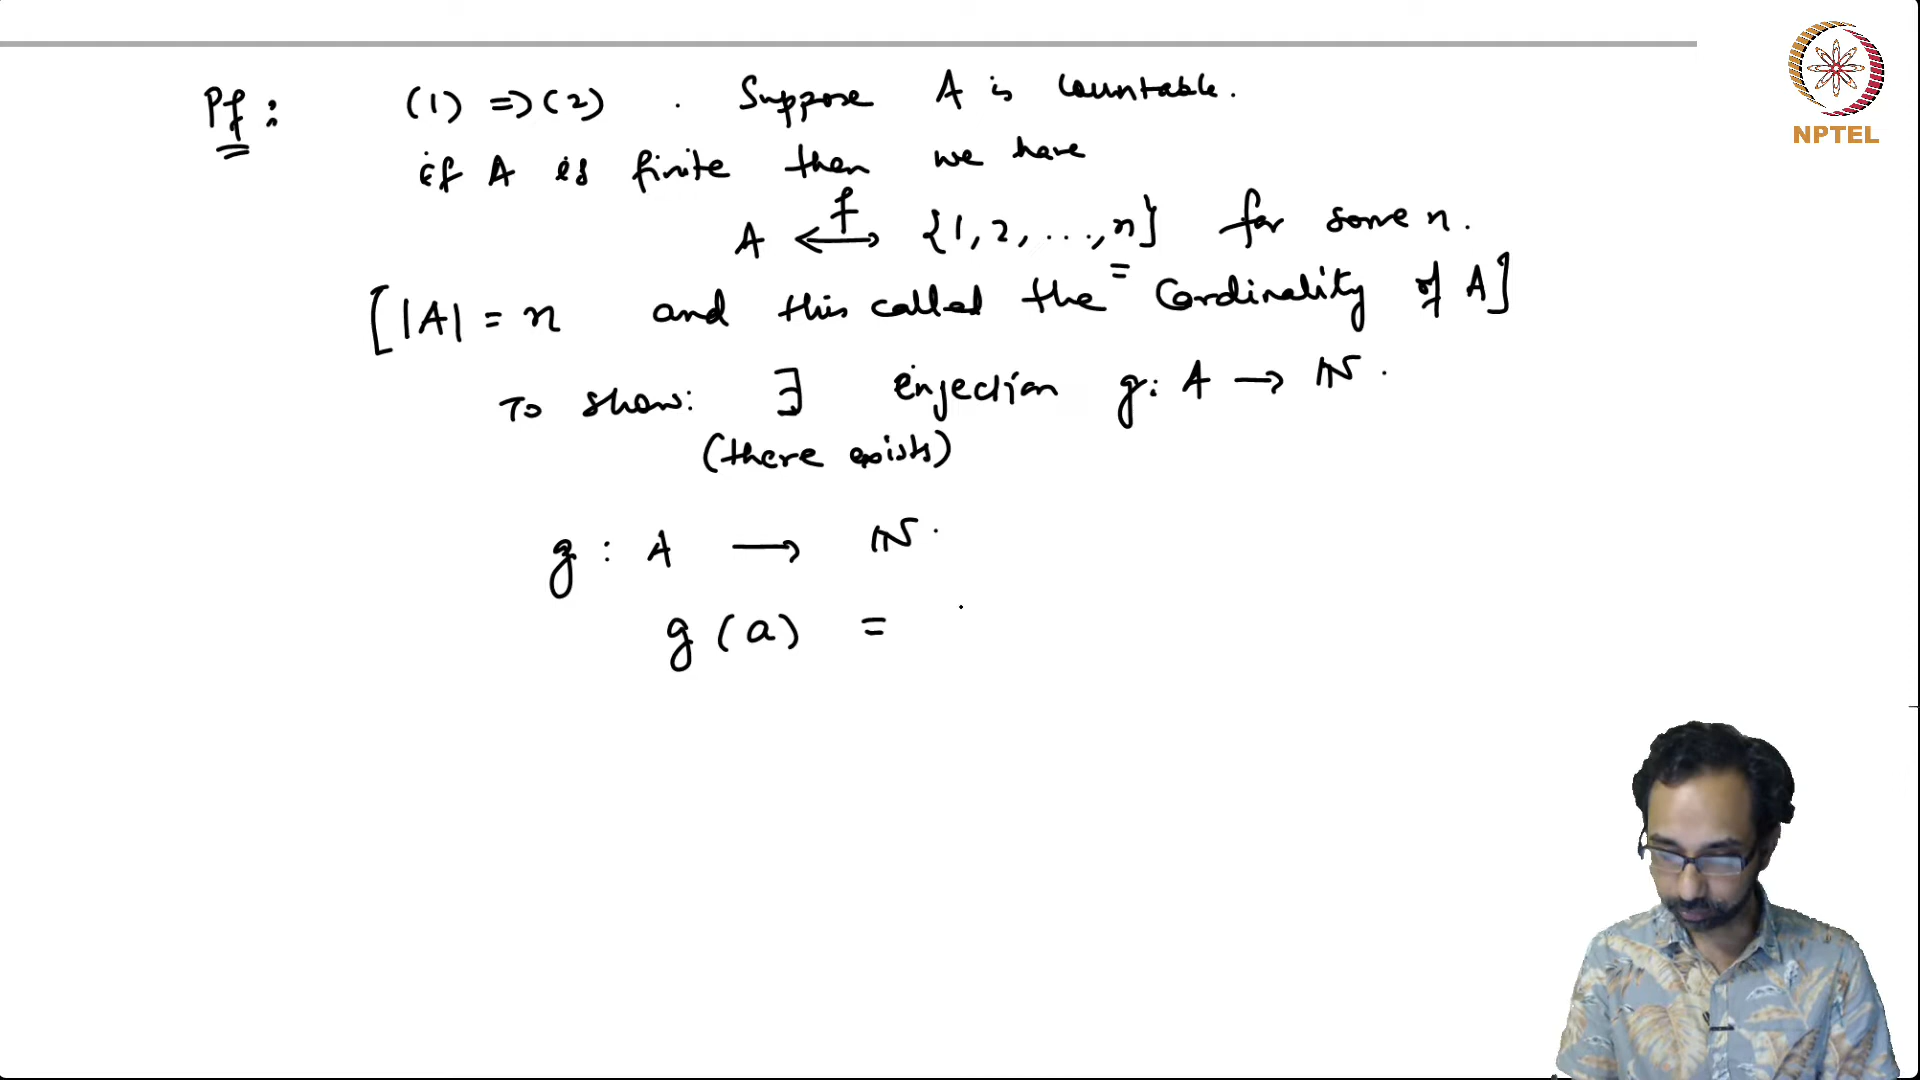 Pf: (1) => (2) . Suppose A is countable.
if A is finite then we have
A <-f-> {1, 2, ..., n} for some n.
[|A| = n and this called the Cardinality of A]
To show: ∃ injection g: A → ℕ.
(there exists)
g : A → ℕ.
g(a) =
NPTEL